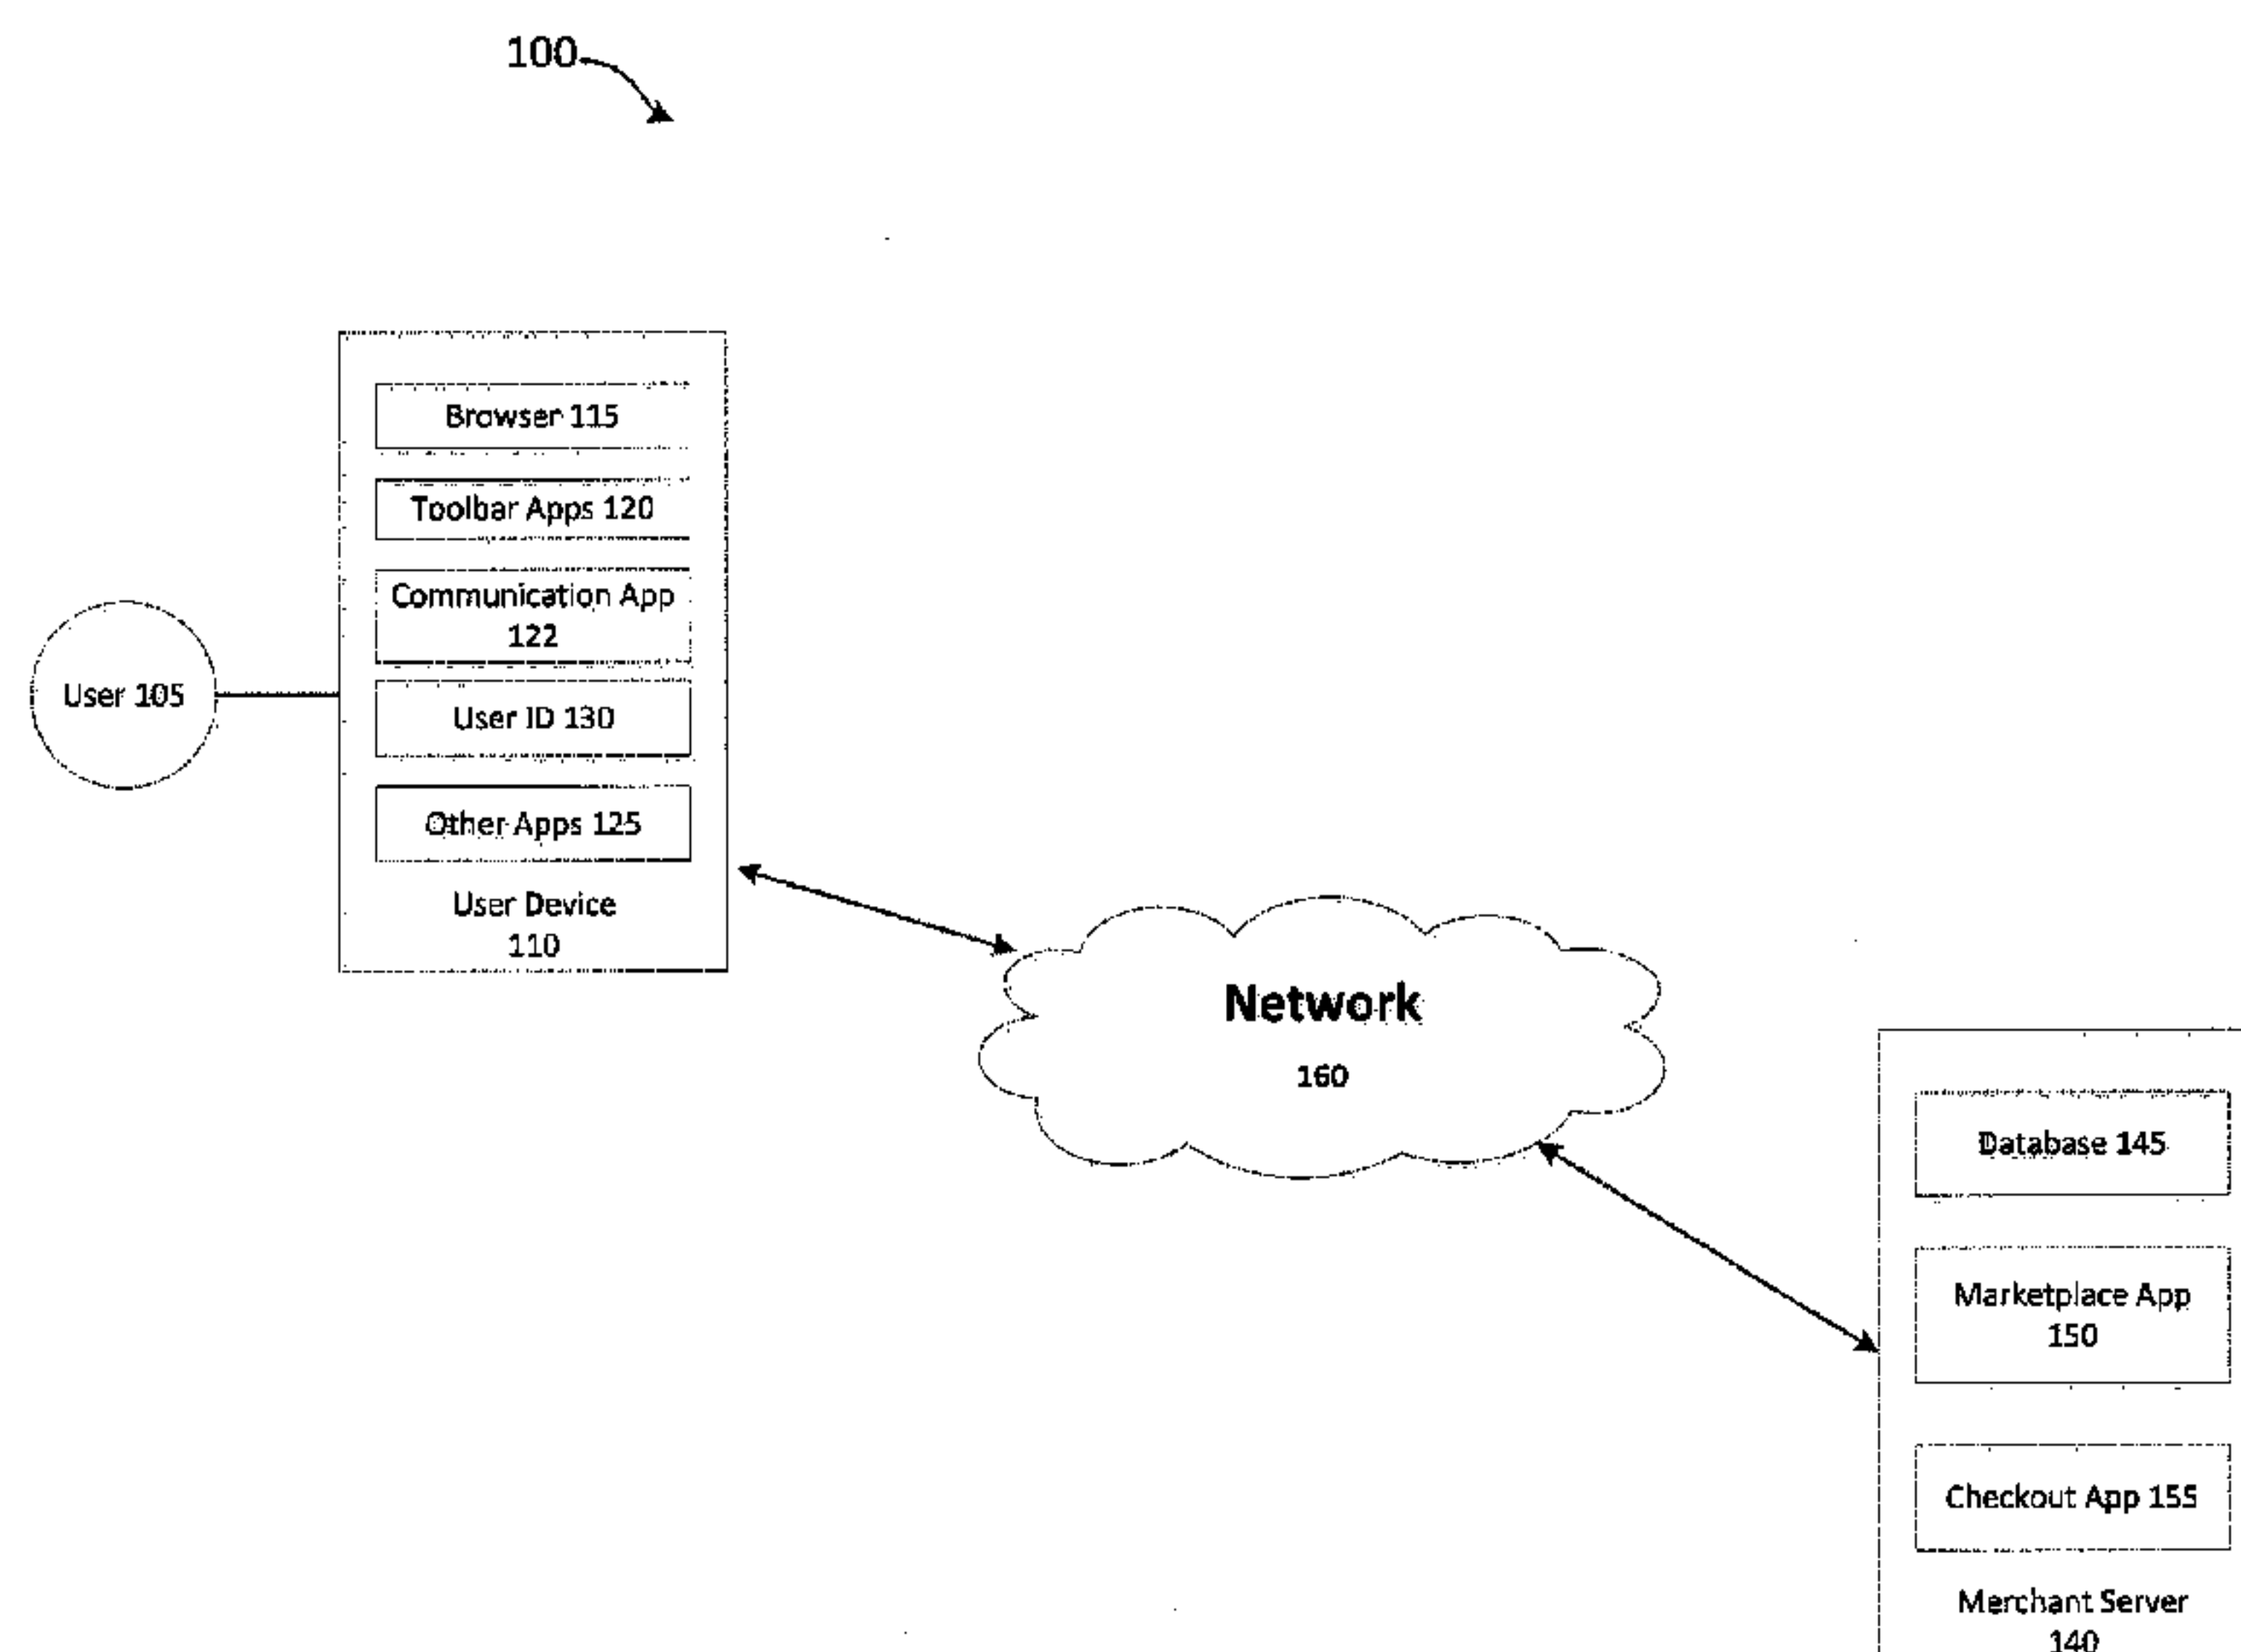 100
Browser 115
Toolbar Apps 120
Communication App
122
User 105
User ID 130
Other Apps 125
User Device
110
Network
160
Database 145
Marketplace App
150
Checkout App 155
Merchant Server
140